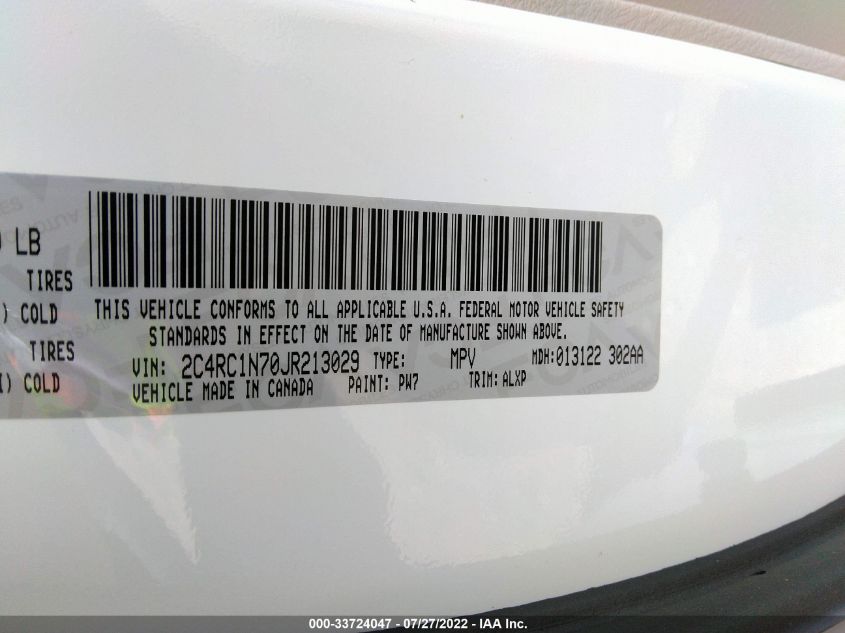 LB
TIRES
) COLD
TIRES
I) COLD
THIS VEHICLE CONFORMS TO ALL APPLICABLE U.S.A. FEDERAL MOTOR VEHICLE SAFETY
STANDARDS IN EFFECT ON THE DATE OF MANUFACTURE SHOWN ABOVE.
VIN: 2C4RC1N70JR213029 TYPE: MPV MDH: 013122 302AA
VEHICLE MADE IN CANADA PAINT: PW7 TRIM: ALXP
000-33724047 - 07/27/2022 - IAA Inc.